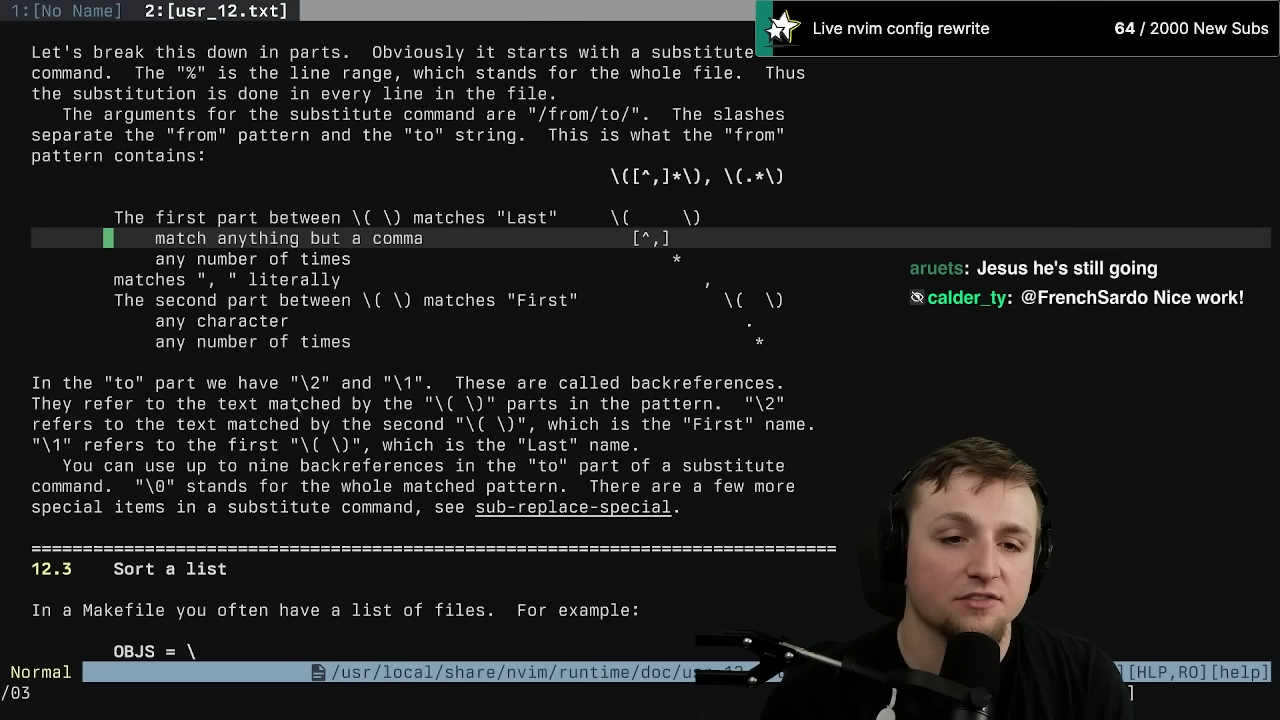 1:[No Name]  2:[usr_12.txt]
Live nvim config rewrite
64 / 2000 New Subs
Let's break this down in parts.  Obviously it starts with a substitute
command.  The "%" is the line range, which stands for the whole file.  Thus
the substitution is done in every line in the file.
The arguments for the substitute command are "/from/to/".  The slashes
separate the "from" pattern and the "to" string.  This is what the "from"
pattern contains:
\([^,]*\), \(.*\)
The first part between \( \) matches "Last"     \(     \)
match anything but a comma                    [^,]
any number of times                               *
matches ", " literally                                   ,
The second part between \( \) matches "First"              \(  \)
any character                                            .
any number of times                                       *
aruets: Jesus he's still going
calder_ty: @FrenchSardo Nice work!
In the "to" part we have "\2" and "\1".  These are called backreferences.
They refer to the text matched by the "\( \)" parts in the pattern.  "\2"
refers to the text matched by the second "\( \)", which is the "First" name.
"\1" refers to the first "\( \)", which is the "Last" name.
You can use up to nine backreferences in the "to" part of a substitute
command.  "\0" stands for the whole matched pattern.  There are a few more
special items in a substitute command, see sub-replace-special.
==============================================================================
12.3    Sort a list
In a Makefile you often have a list of files.  For example:
OBJS = \
Normal /usr/local/share/nvim/runtime/doc/usr_12 [HLP,RO][help]
/03 ]